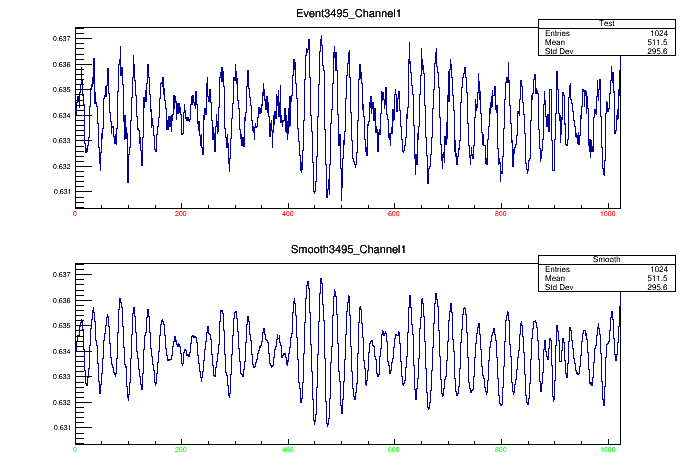 Event3495_Channel1
Test
Entries 1024
Mean 511.5
Std Dev 295.6
0.637
0.636
0.635
0.634
0.633
0.632
0.631
0 200 400 600 800 1000
Smooth3495_Channel1
Smooth
Entries 1024
Mean 511.5
Std Dev 295.6
0.637
0.636
0.635
0.634
0.633
0.632
0.631
0 200 400 600 800 1000